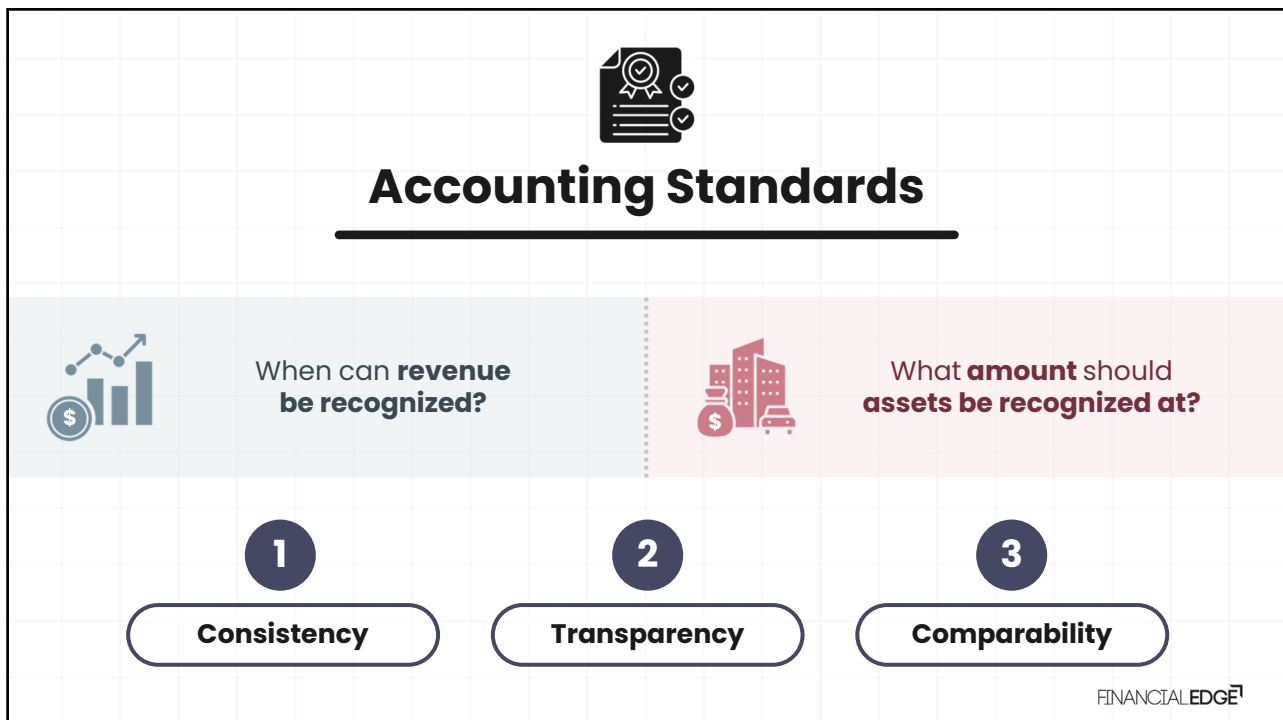 Accounting Standards
$
When can revenue
be recognized?
$
What amount should
assets be recognized at?
1
2
3
Consistency
Transparency
Comparability
FINANCIALEDGE